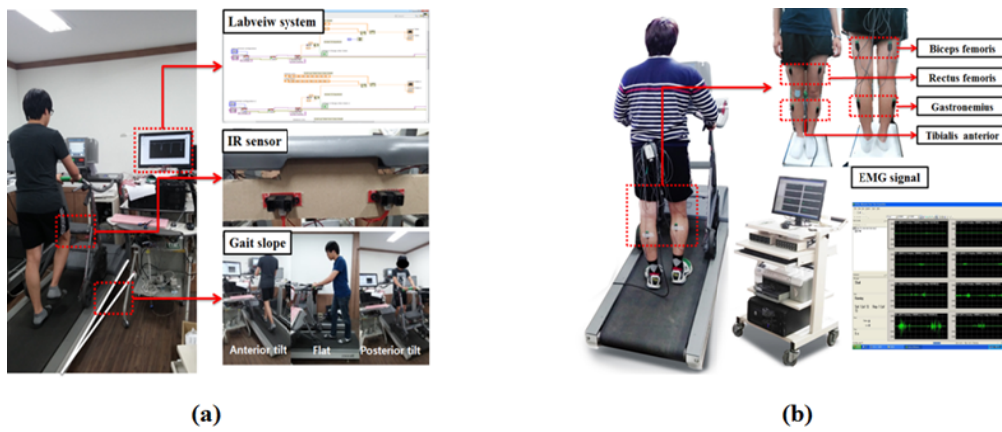 Labveiw system
IR sensor
Gait slope
Anterior tilt
Flat
Posterior tilt
Biceps femoris
Rectus femoris
Gastronemius
Tibialis anterior
EMG signal
(a)
(b)